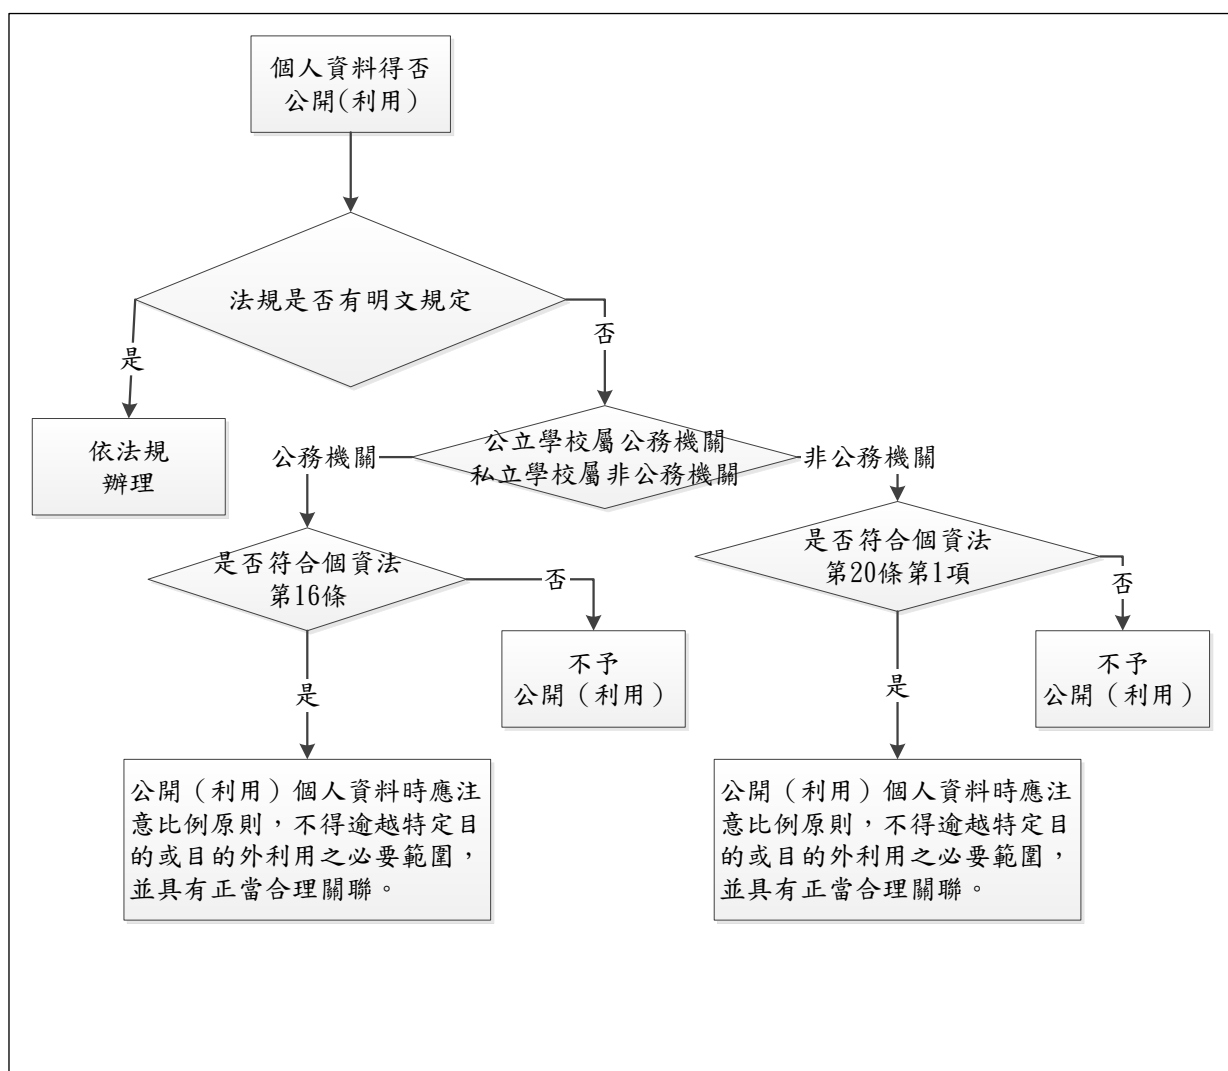 個人資料得否
公開(利用)
法規是否有明文規定
是
否
依法規
辦理
公務機關
公立學校屬公務機關
私立學校屬非公務機關
非公務機關
是否符合個資法
第16條
否
是否符合個資法
第20條第1項
否
不予
公開（利用）
不予
公開（利用）
是
是
公開（利用）個人資料時應注
意比例原則，不得逾越特定目
的或目的外利用之必要範圍，
並具有正當合理關聯。
公開（利用）個人資料時應注
意比例原則，不得逾越特定目
的或目的外利用之必要範圍，
並具有正當合理關聯。